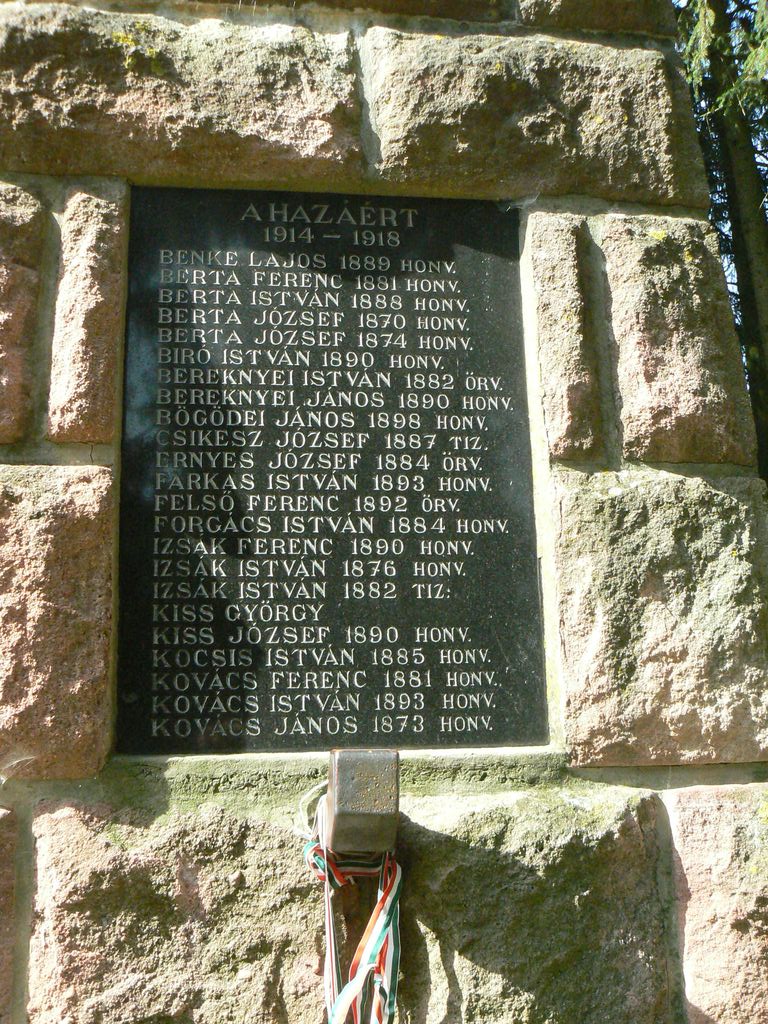 A HAZÁÉRT
1914 – 1918
BENKE LAJOS 1889 HONV.
BERTA FERENC 1881 HONV.
BERTA ISTVÁN 1888 HONV.
BERTA JÓZSEF 1870 HONV.
BERTA JÓZSEF 1874 HONV.
BIRÓ ISTVÁN 1890 HONV.
BEREKNYEI ISTVÁN 1882 ÖRV.
BEREKNYEI JÁNOS 1890 HONV.
BÖGÖDEI JÁNOS 1898 HONV.
CSIKESZ JÓZSEF 1887 TIZ.
ERNYES JÓZSEF 1884 ÖRV.
FARKAS ISTVÁN 1893 HONV.
FELSŐ FERENC 1892 ÖRV.
FORGÁCS ISTVÁN 1884 HONV.
IZSÁK FERENC 1890 HONV.
IZSÁK ISTVÁN 1876 HONV.
IZSÁK ISTVÁN 1882 TIZ:
KISS GYÖRGY
KISS JÓZSEF 1890 HONV.
KOCSIS ISTVÁN 1885 HONV.
KOVÁCS FERENC 1881 HONV.
KOVÁCS ISTVÁN 1893 HONV.
KOVÁCS JÁNOS 1873 HONV.